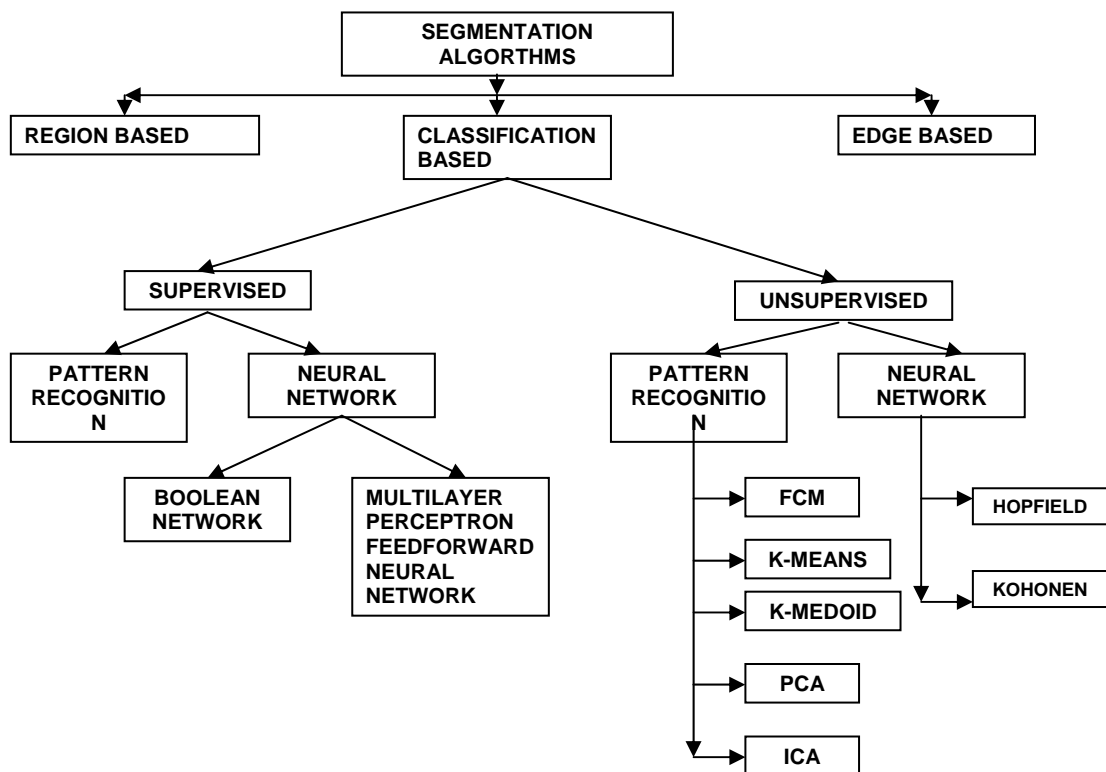 SEGMENTATION
ALGORTHMS
REGION BASED
CLASSIFICATION
BASED
EDGE BASED
SUPERVISED
UNSUPERVISED
PATTERN
RECOGNITIO
N
NEURAL
NETWORK
PATTERN
RECOGNITIO
N
NEURAL
NETWORK
BOOLEAN
NETWORK
MULTILAYER
PERCEPTRON
FEEDFORWARD
NEURAL
NETWORK
FCM
K-MEANS
K-MEDOID
PCA
ICA
HOPFIELD
KOHONEN